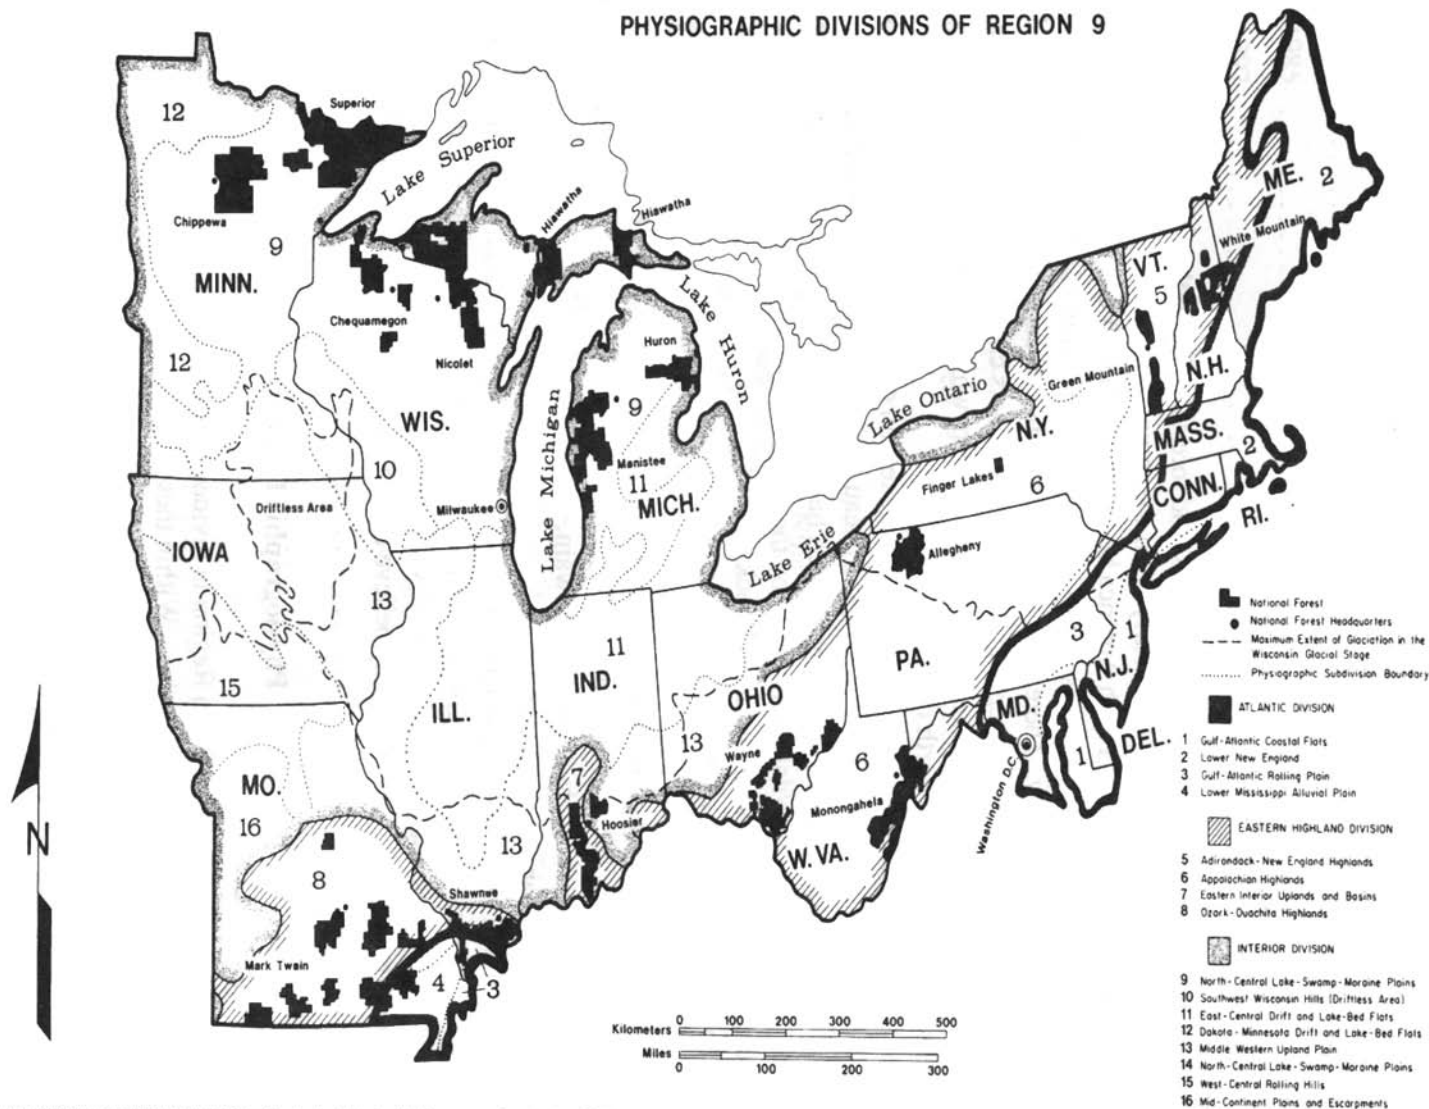 PHYSIOGRAPHIC DIVISIONS OF REGION 9
12
Superior
Lake Superior
Chippewa
9
MINN.
Hiawatha
Hiawatha
ME.
2
White Mountain
VT.
5
Chequamegon
Nicolet
12
Huron
Lake Huron
Green Mountain
N.H.
9
WIS.
Lake Michigan
Lake Ontario
N.Y.
MASS.
2
10
Manistee
11
MICH.
Finger Lakes
6
CONN.
RI.
Driftless Area
Milwaukee
IOWA
Lake Erie
Allegheny
13
3
1
11
15
IND.
ILL.
OHIO
PA.
N.J.
MD.
DEL.
13
Wayne
6
1
Washington D.C.
MO.
7
16
Hoosier
Monongahela
W. VA.
13
8
Shawnee
Mark Twain
4
3
N
Kilometers 0 100 200 300 400 500
Miles 0 100 200 300
National Forest
National Forest Headquarters
Maximum Extent of Glaciation in the
Wisconsin Glacial Stage
Physiographic Subdivision Boundary
ATLANTIC DIVISION
1 Gulf-Atlantic Coastal Flats
2 Lower New England
3 Gulf-Atlantic Rolling Plain
4 Lower Mississippi Alluvial Plain
EASTERN HIGHLAND DIVISION
5 Adirondack-New England Highlands
6 Appalachian Highlands
7 Eastern Interior Uplands and Basins
8 Ozark-Ouachita Highlands
INTERIOR DIVISION
9 North-Central Lake-Swamp-Moraine Plains
10 Southwest Wisconsin Hills (Driftless Area)
11 East-Central Drift and Lake-Bed Flats
12 Dakota-Minnesota Drift and Lake-Bed Flats
13 Middle Western Upland Plain
14 North-Central Lake-Swamp-Moraine Plains
15 West-Central Rolling Hills
16 Mid-Continent Plains and Escarpments